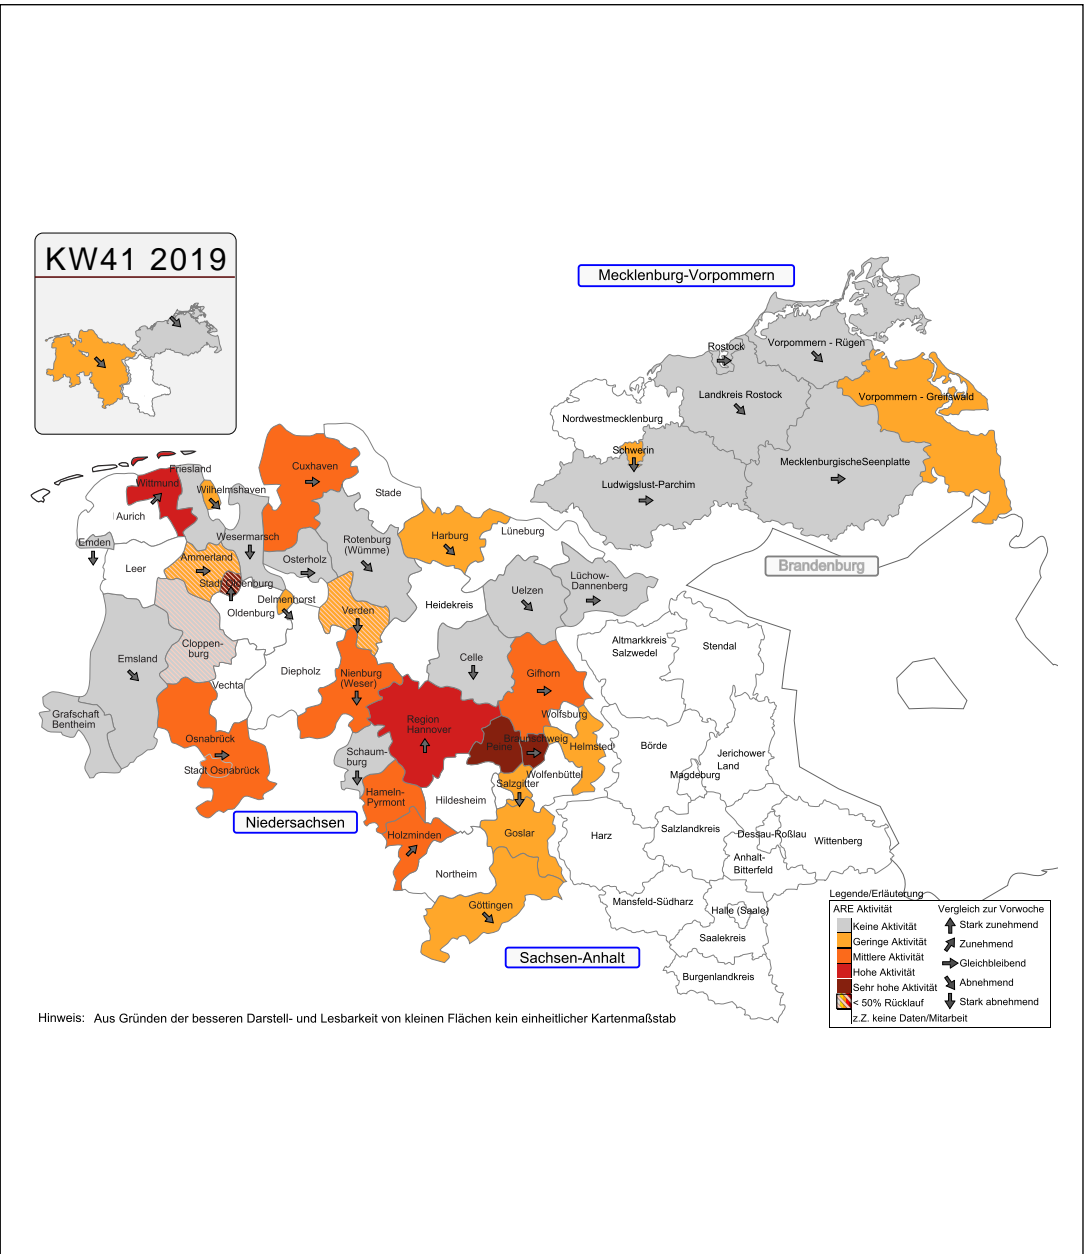 KW41 2019
Mecklenburg-Vorpommern
Rostock
Vorpommern - Rügen
Landkreis Rostock
Vorpommern - Greifswald
Nordwestmecklenburg
Schwerin
MecklenburgischeSeenplatte
Ludwigslust-Parchim
Cuxhaven
Friesland
Wittmund
Wilhelmshaven
Stade
Aurich
Emden
Wesermarsch
Rotenburg
(Wümme)
Harburg
Lüneburg
Ammerland
Osterholz
Leer
Stadt Oldenburg
Delmenhorst
Oldenburg
Verden
Heidekreis
Uelzen
Lüchow-
Dannenberg
Brandenburg
Cloppen-
burg
Emsland
Vechta
Diepholz
Nienburg
(Weser)
Celle
Gifhorn
Altmarkkreis
Salzwedel
Stendal
Grafschaft
Bentheim
Osnabrück
Stadt Osnabrück
Region
Hannover
Wolfsburg
Braunschweig
Peine
Helmsted
Börde
Jerichower
Land
Schaum-
burg
Wolfenbüttel
Salzgitter
Magdeburg
Hameln-
Pyrmont
Hildesheim
Niedersachsen
Holzminden
Goslar
Harz
Salzlandkreis
Dessau-Roßlau
Wittenberg
Anhalt-
Bitterfeld
Northeim
Göttingen
Mansfeld-Südharz
Halle (Saale)
Saalekreis
Sachsen-Anhalt
Burgenlandkreis
Legende/Erläuterung
ARE Aktivität
Vergleich zur Vorwoche
Keine Aktivität
Stark zunehmend
Geringe Aktivität
Zunehmend
Mittlere Aktivität
Gleichbleibend
Hohe Aktivität
Abnehmend
Sehr hohe Aktivität
Stark abnehmend
< 50% Rücklauf
z.Z. keine Daten/Mitarbeit
Hinweis: Aus Gründen der besseren Darstell- und Lesbarkeit von kleinen Flächen kein einheitlicher Kartenmaßstab